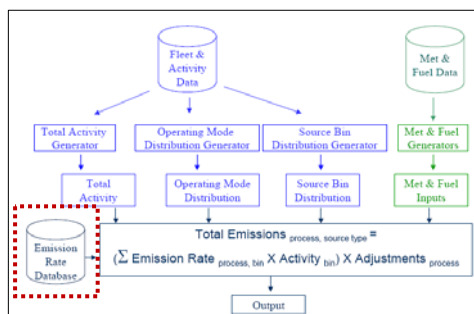 Fleet &
Activity
Data
Met &
Fuel Data
Total Activity
Generator
Operating Mode
Distribution Generator
Source Bin
Distribution Generator
Met & Fuel
Generators
Total
Activity
Operating Mode
Distribution
Source Bin
Distribution
Met & Fuel
Inputs
Emission
Rate
Database
Total Emissions process, source type =
(∑ Emission Rate process, bin X Activity bin) X Adjustments process
Output